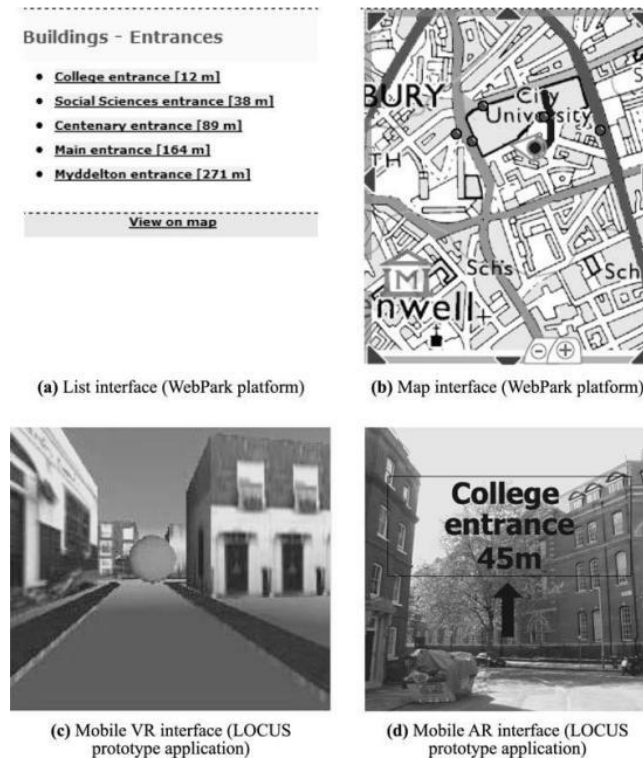 Buildings - Entrances
College entrance [12 m]
Social Sciences entrance [38 m]
Centenary entrance [89 m]
Main entrance [164 m]
Myddelton entrance [271 m]
View on map
BURY
City
University
TH
Sch's
Sch
M
nwell
(a) List interface (WebPark platform)
(b) Map interface (WebPark platform)
College
entrance
45m
(c) Mobile VR interface (LOCUS
prototype application)
(d) Mobile AR interface (LOCUS
prototype application)